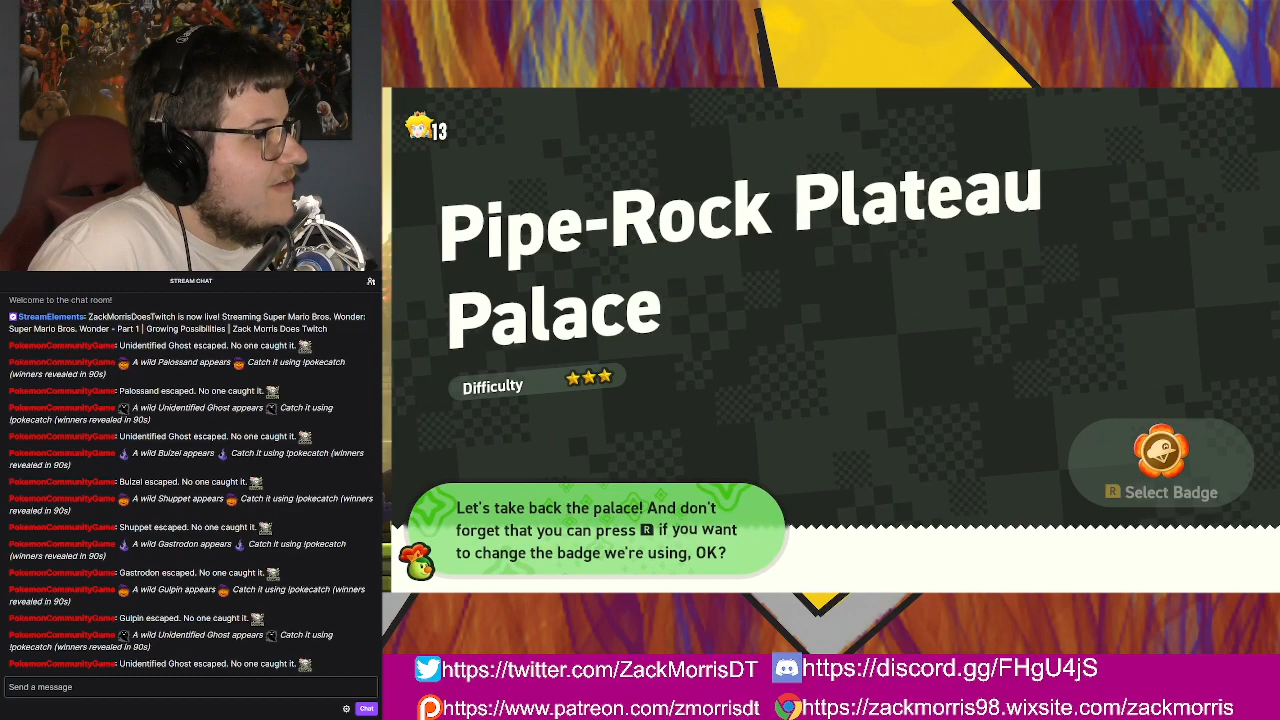 STREAM CHAT
Welcome to the chat room!
StreamElements: ZackMorrisDoesTwitch is now live! Streaming Super Mario Bros. Wonder:
Super Mario Bros. Wonder - Part 1 | Growing Possibilities || Zack Morris Does Twitch
PokemonCommunityGame: Unidentified Ghost escaped. No one caught it.
PokemonCommunityGame: A wild Palossand appears Catch it using !pokecatch
(winners revealed in 90s)
PokemonCommunityGame: Palossand escaped. No one caught it.
PokemonCommunityGame: A wild Unidentified Ghost appears Catch it using
!pokecatch (winners revealed in 90s)
PokemonCommunityGame: Unidentified Ghost escaped. No one caught it.
PokemonCommunityGame: A wild Buizel appears Catch it using !pokecatch (winners
revealed in 90s)
PokemonCommunityGame: Buizel escaped. No one caught it.
PokemonCommunityGame: A wild Shuppet appears Catch it using !pokecatch (winners
revealed in 90s)
PokemonCommunityGame: Shuppet escaped. No one caught it.
PokemonCommunityGame: A wild Gastrodon appears Catch it using !pokecatch
(winners revealed in 90s)
PokemonCommunityGame: Gastrodon escaped. No one caught it.
PokemonCommunityGame: A wild Gulpin appears Catch it using !pokecatch (winners
revealed in 90s)
PokemonCommunityGame: Gulpin escaped. No one caught it.
PokemonCommunityGame: A wild Unidentified Ghost appears Catch it using
!pokecatch (winners revealed in 90s)
PokemonCommunityGame: Unidentified Ghost escaped. No one caught it.
Send a message
Chat
13
Pipe-Rock Plateau
Palace
Difficulty
R Select Badge
Let's take back the palace! And don't
forget that you can press R if you want
to change the badge we're using, OK?
https://twitter.com/ZackMorrisDT
https://discord.gg/FHgU4jS
https://www.patreon.com/zmorrisdt
https://zackmorris98.wixsite.com/zackmorris